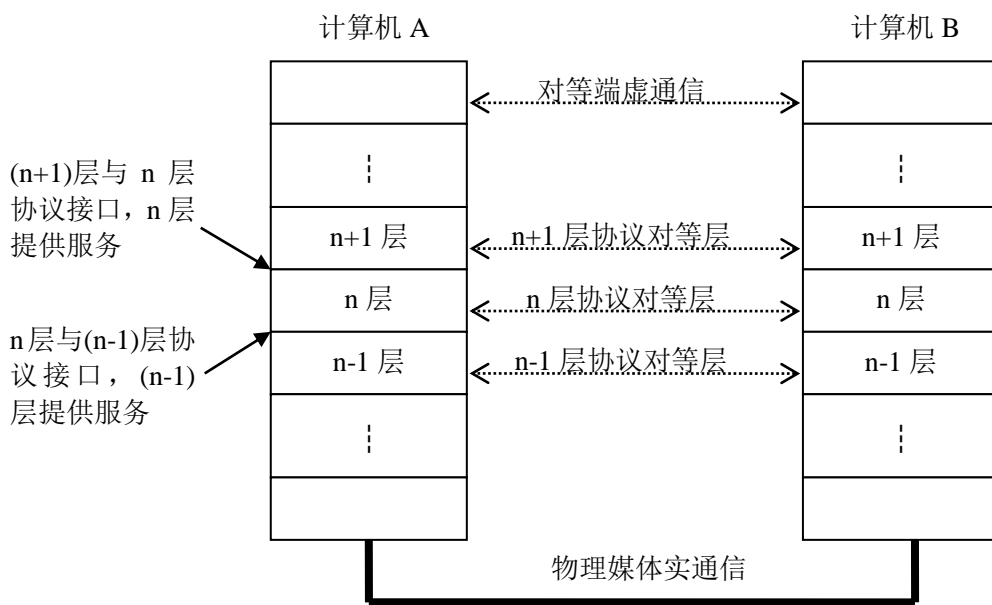 计算机 A
计算机 B
对等端虚通信
(n+1)层与 n 层
协议接口，n 层
提供服务
n+1 层
n+1 层协议对等层
n+1 层
n 层
n 层协议对等层
n 层
n 层与(n-1)层协
议接口，(n-1)
层提供服务
n-1 层
n-1 层协议对等层
n-1 层
物理媒体实通信